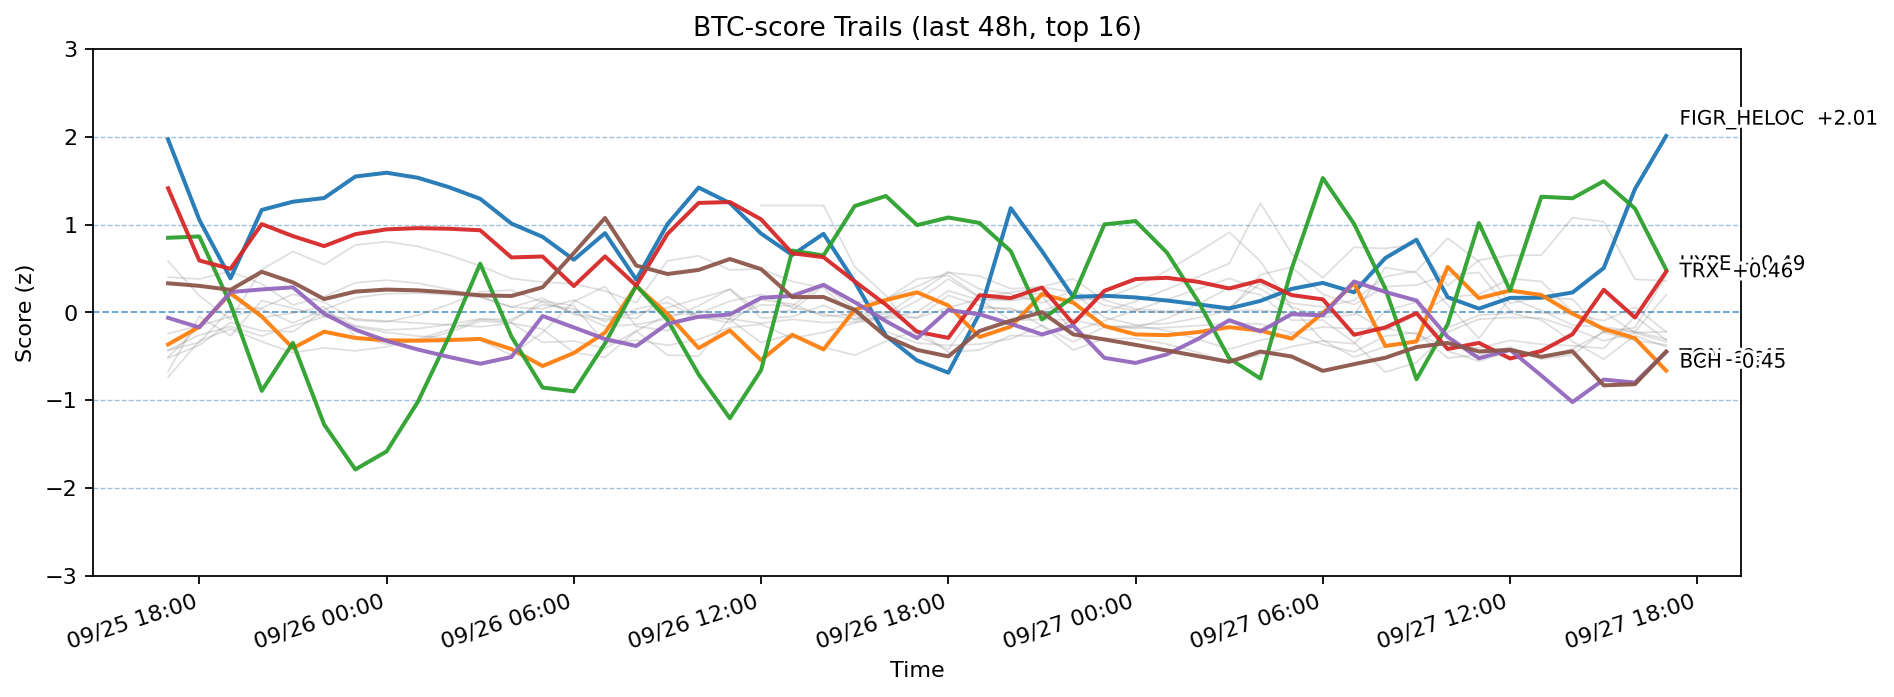 BTC-score Trails (last 48h, top 16)
3
2
1
0
−1
−2
−3
Score (z)
FIGR_HELOC +2.01
TRX +0.46
BCH -0.45
09/25 18:00
09/26 00:00
09/26 06:00
09/26 12:00
09/26 18:00
09/27 00:00
09/27 06:00
09/27 12:00
09/27 18:00
Time